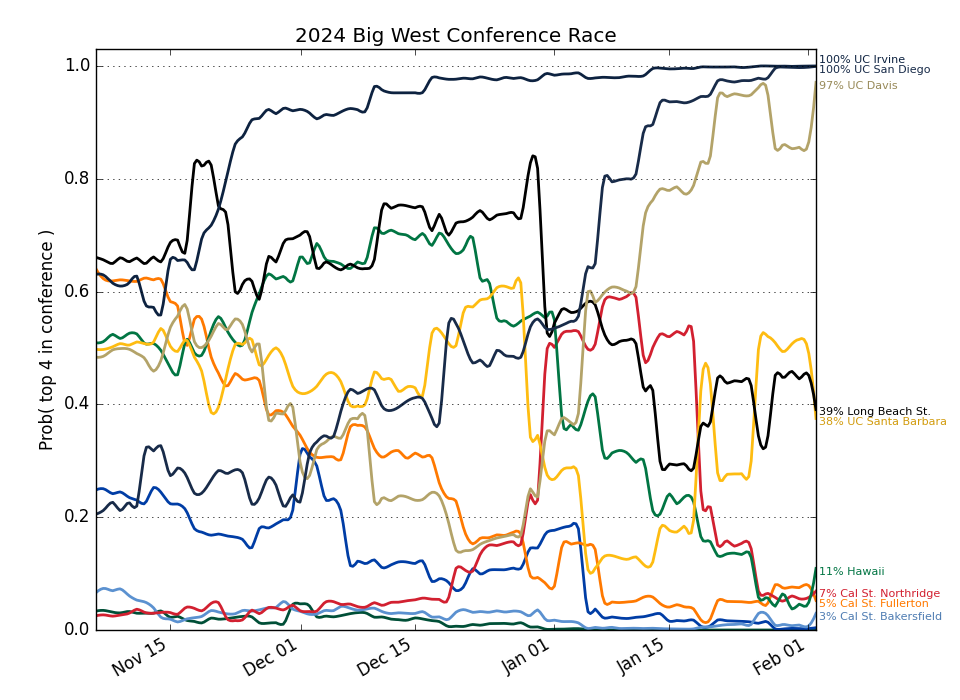 2024 Big West Conference Race
Prob( top 4 in conference )
1.0
0.8
0.6
0.4
0.2
0.0
Nov 15
Dec 01
Dec 15
Jan 01
Jan 15
Feb 01
100% UC Irvine
100% UC San Diego
97% UC Davis
39% Long Beach St.
38% UC Santa Barbara
11% Hawaii
7% Cal St. Northridge
5% Cal St. Fullerton
3% Cal St. Bakersfield